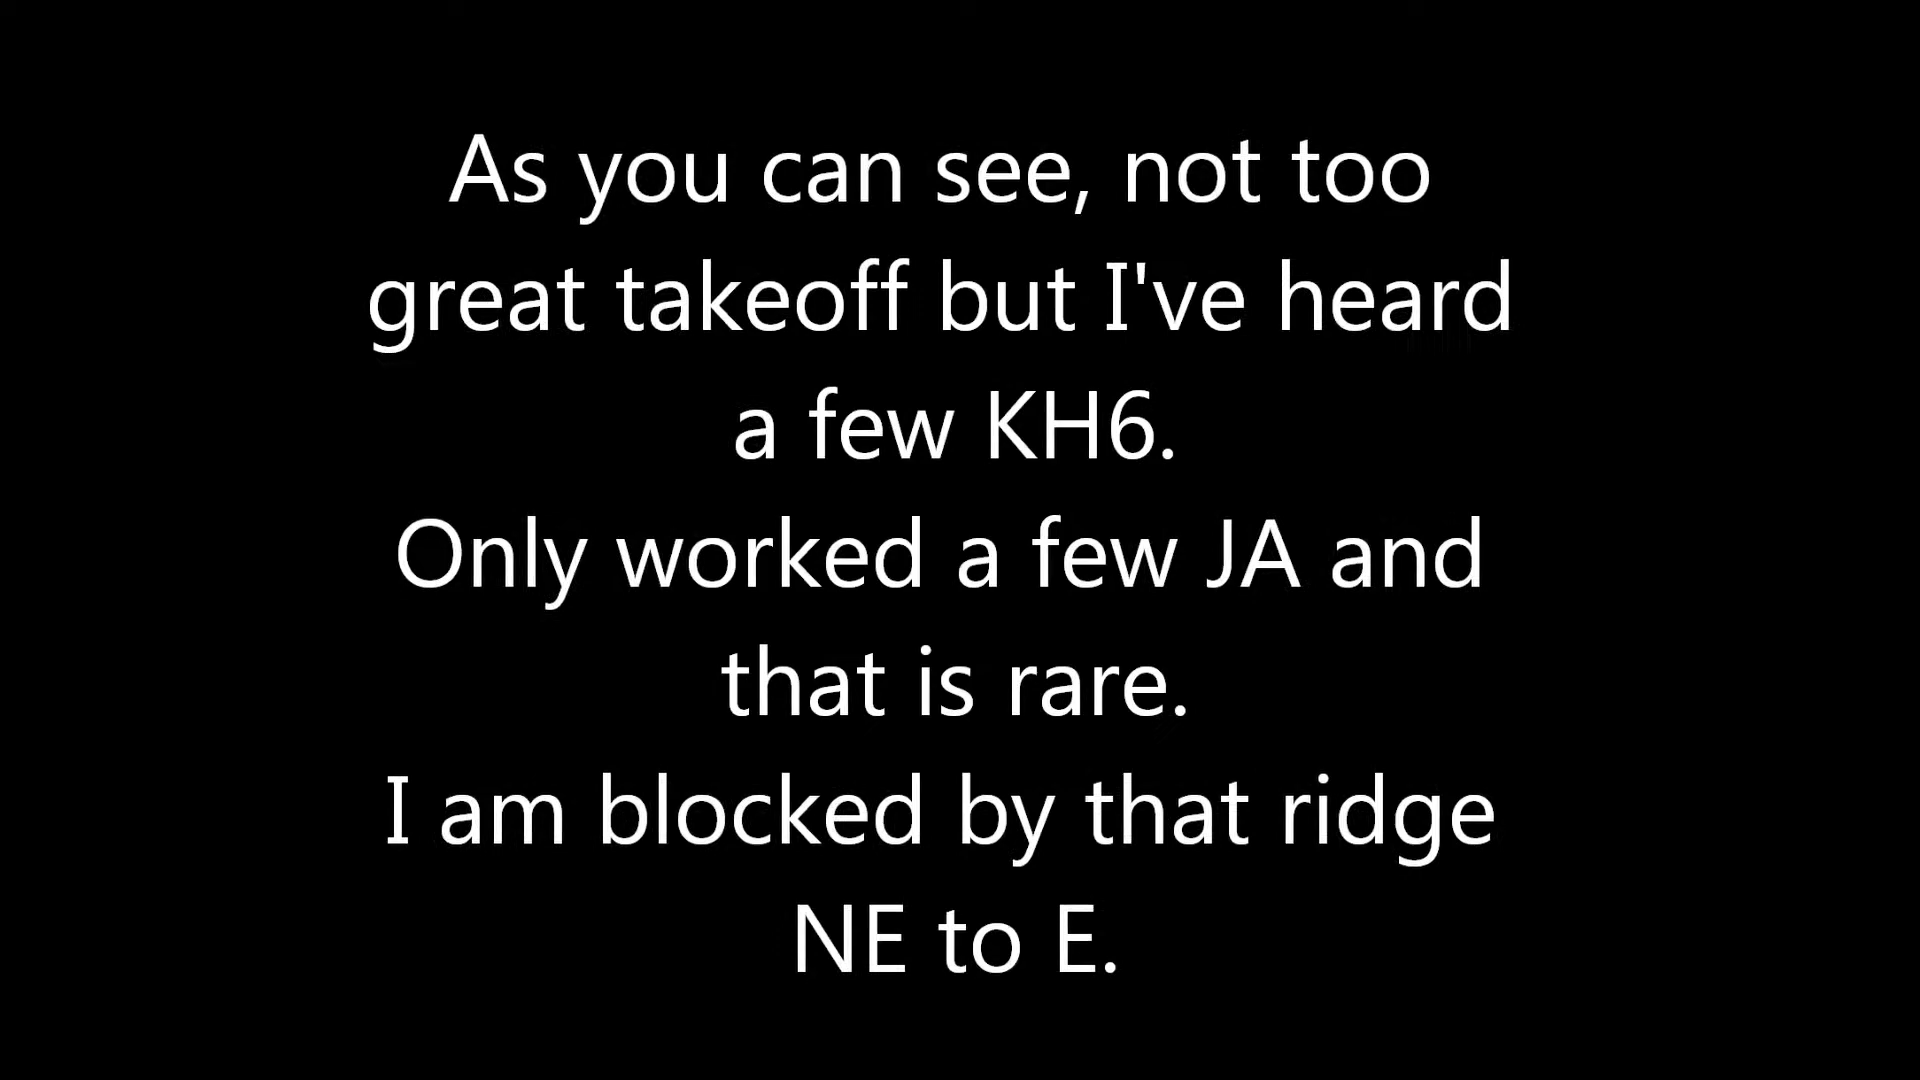 As you can see, not too
great takeoff but I've heard
a few KH6.
Only worked a few JA and
that is rare.
I am blocked by that ridge
NE to E.